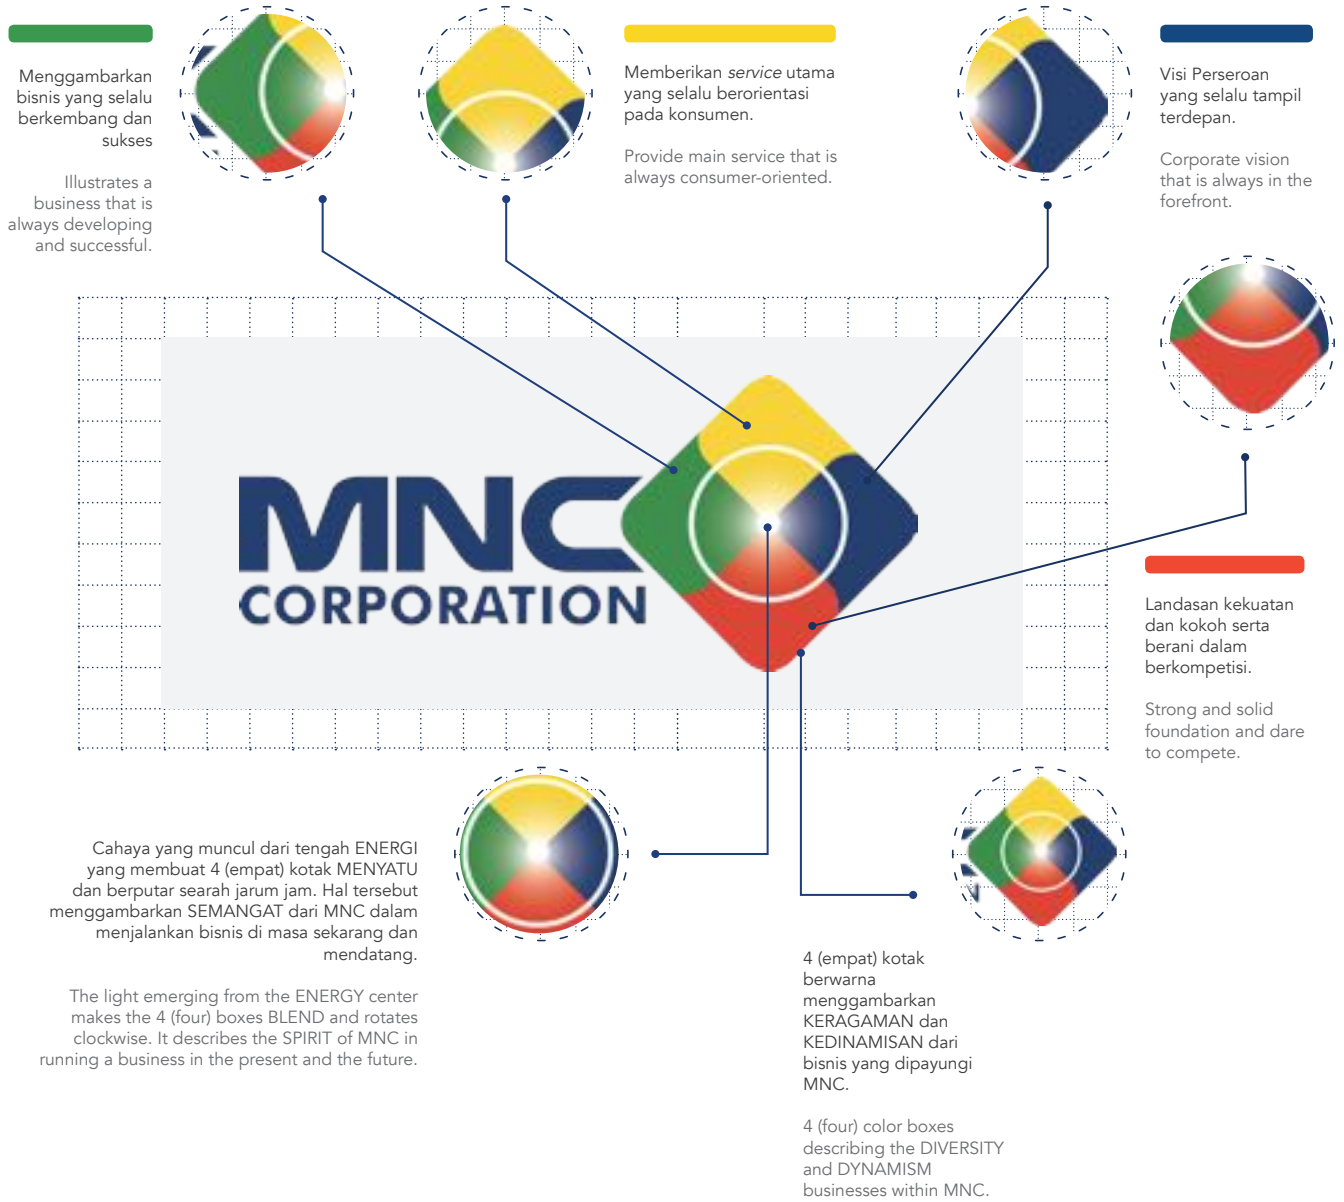 Menggambarkan
bisnis yang selalu
berkembang dan
sukses
Illustrates a
business that is
always developing
and successful.
Memberikan service utama
yang selalu berorientasi
pada konsumen.
Provide main service that is
always consumer-oriented.
Visi Perseroan
yang selalu tampil
terdepan.
Corporate vision
that is always in the
forefront.
MNC
CORPORATION
Landasan kekuatan
dan kokoh serta
berani dalam
berkompetisi.
Strong and solid
foundation and dare
to compete.
Cahaya yang muncul dari tengah ENERGI
yang membuat 4 (empat) kotak MENYATU
dan berputar searah jarum jam. Hal tersebut
menggambarkan SEMANGAT dari MNC dalam
menjalankan bisnis di masa sekarang dan
mendatang.
The light emerging from the ENERGY center
makes the 4 (four) boxes BLEND and rotates
clockwise. It describes the SPIRIT of MNC in
running a business in the present and the future.
4 (empat) kotak
berwarna
menggambarkan
KERAGAMAN dan
KEDINAMISAN dari
bisnis yang dipayungi
MNC.
4 (four) color boxes
describing the DIVERSITY
and DYNAMISM
businesses within MNC.